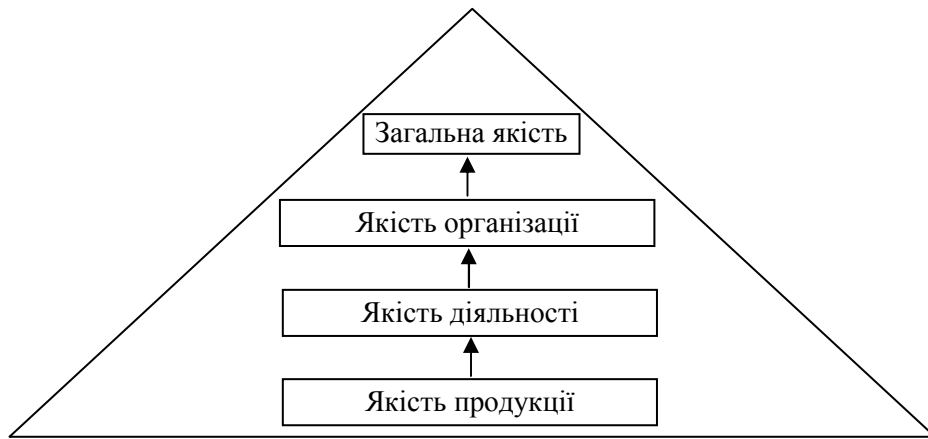 Загальна якість
Якість організації
Якість діяльності
Якість продукції